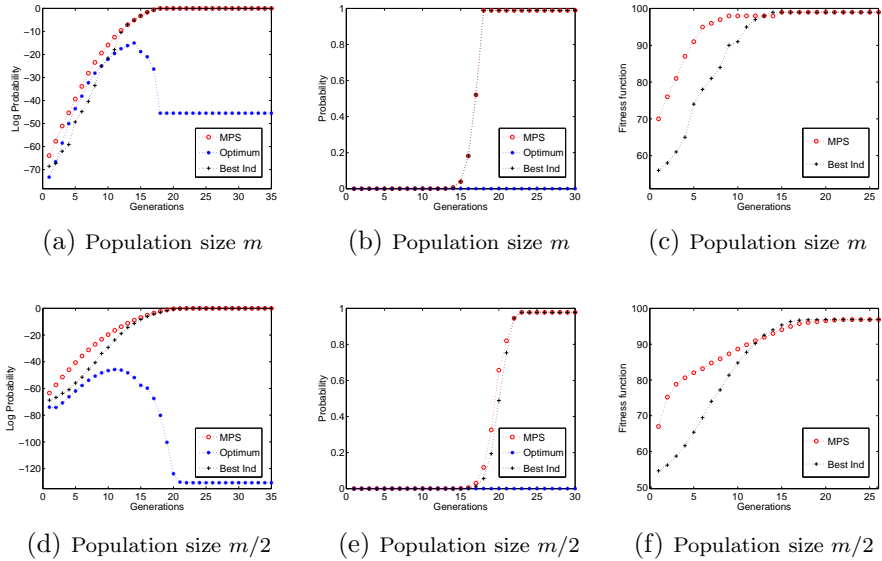 0
−10
−20
−30
−40
−50
−60
−70
Log Probability
0 5 10 15 20 25 30 35
Generations
MPS
Optimum
Best Ind
(a) Population size m
1
0.8
0.6
0.4
0.2
0
Probability
0 5 10 15 20 25 30
Generations
MPS
Optimum
Best Ind
(b) Population size m
100
90
80
70
60
Fitness function
0 5 10 15 20 25
Generations
MPS
Best Ind
(c) Population size m
0
−20
−40
−60
−80
−100
−120
Log Probability
0 5 10 15 20 25 30 35
Generations
MPS
Optimum
Best Ind
(d) Population size m/2
1
0.8
0.6
0.4
0.2
0
Probability
0 5 10 15 20 25 30
Generations
MPS
Optimum
Best Ind
(e) Population size m/2
100
90
80
70
60
50
Fitness function
0 5 10 15 20 25
Generations
MPS
Best Ind
(f) Population size m/2